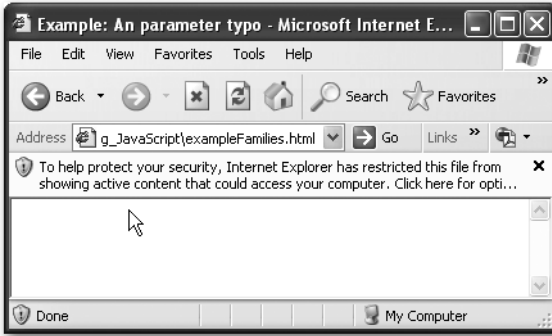 Example: An parameter typo - Microsoft Internet E...
File Edit View Favorites Tools Help
Back Search Favorites »
Address g_JavaScript\exampleFamilies.html Go Links »
To help protect your security, Internet Explorer has restricted this file from
showing active content that could access your computer. Click here for opti...
Done My Computer